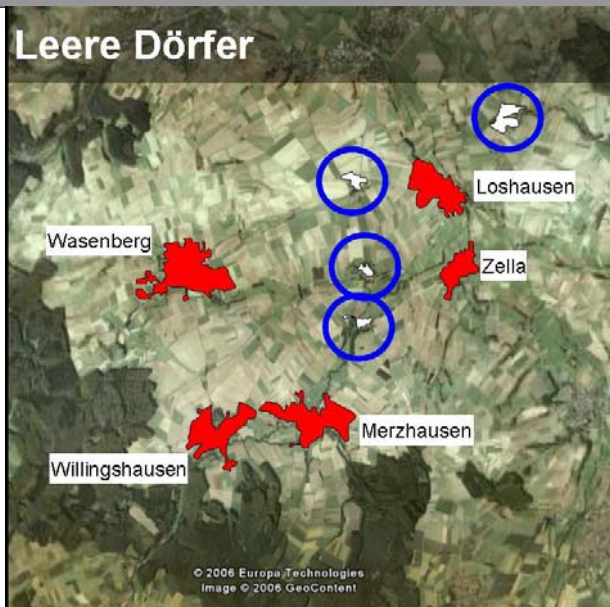 Leere Dörfer
Loshausen
Wasenberg
Zella
Merzhausen
Willingshausen
© 2006 Europa Technologies
Image © 2006 GeoContent